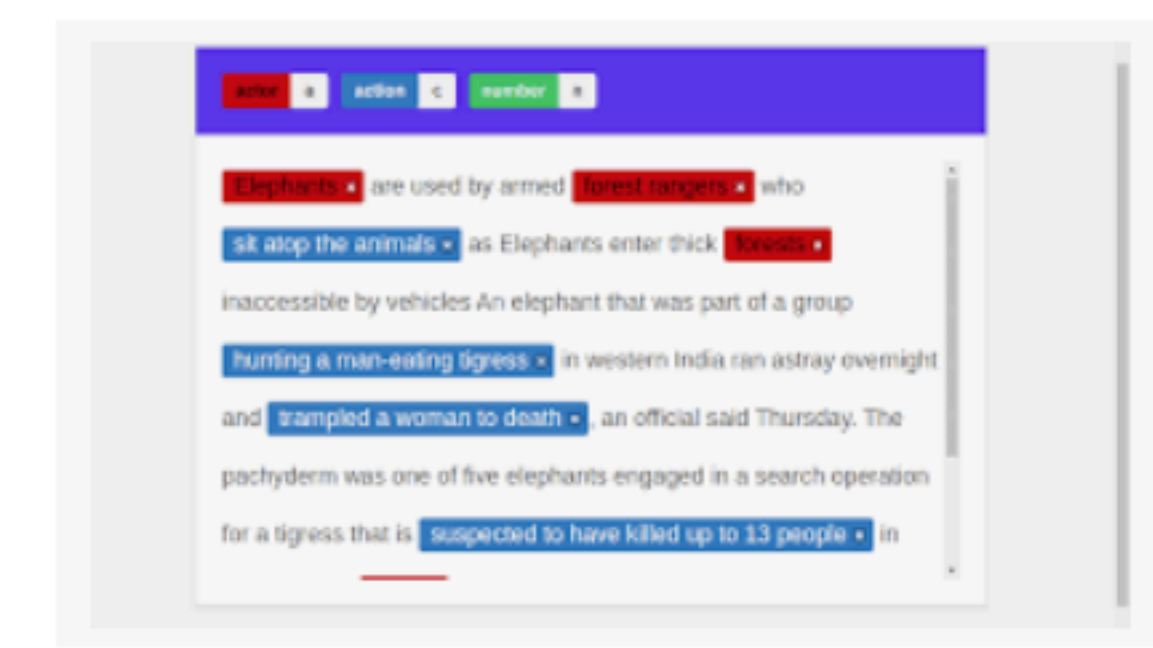 actor a action c number n
Elephants × are used by armed forest rangers × who
sit atop the animals × as Elephants enter thick forests ×
inaccessible by vehicles An elephant that was part of a group
hunting a man-eating tigress × in western India ran astray overnight
and trampled a woman to death × , an official said Thursday. The
pachyderm was one of five elephants engaged in a search operation
for a tigress that is suspected to have killed up to 13 people × in